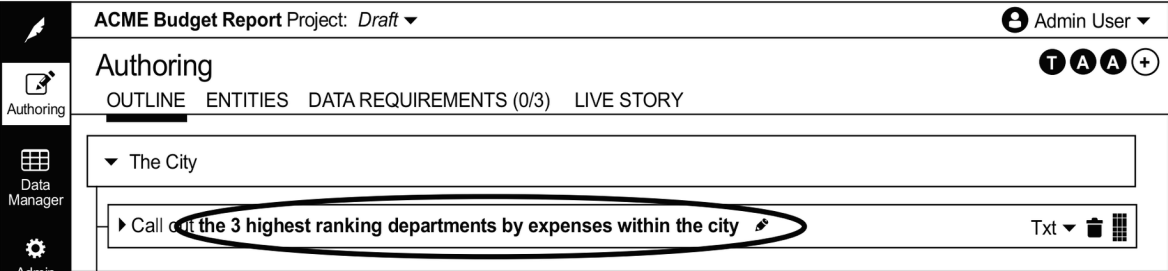 ACME Budget Report Project: Draft
Admin User
Authoring
T A A +
Authoring
OUTLINE ENTITIES DATA REQUIREMENTS (0/3) LIVE STORY
The City
Data
Manager
Call out the 3 highest ranking departments by expenses within the city
Txt
Admin